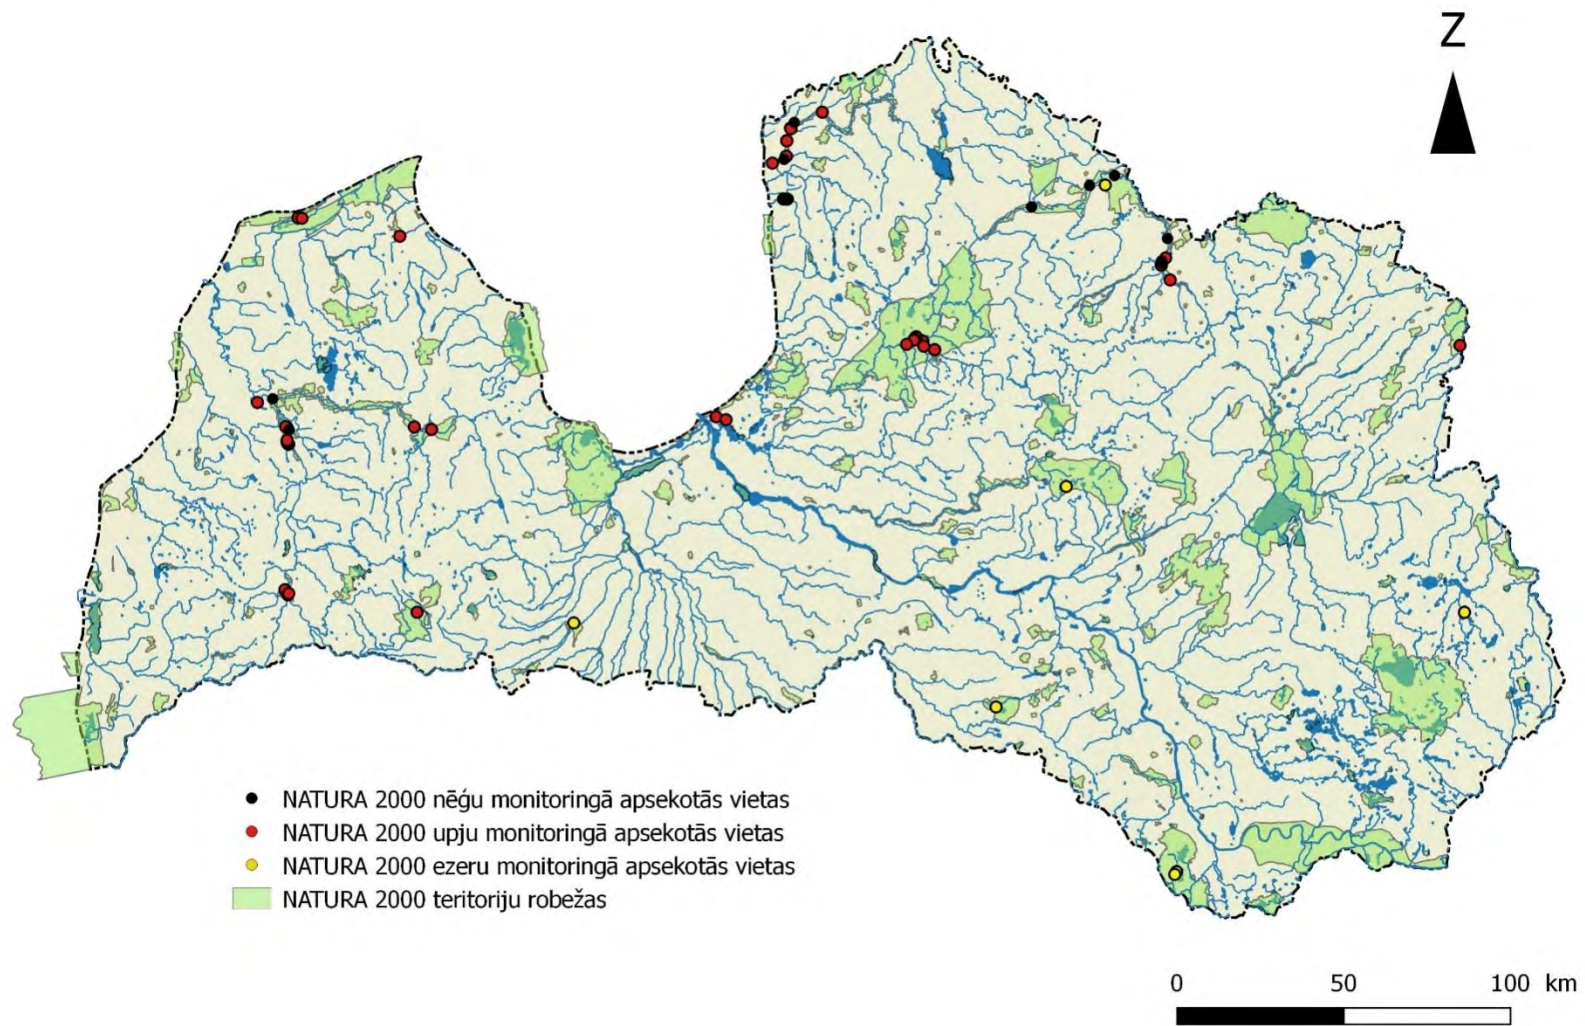 Z
NATURA 2000 nēģu monitoringā apsekotās vietas
NATURA 2000 upju monitoringā apsekotās vietas
NATURA 2000 ezeru monitoringā apsekotās vietas
NATURA 2000 teritoriju robežas
0 50 100 km